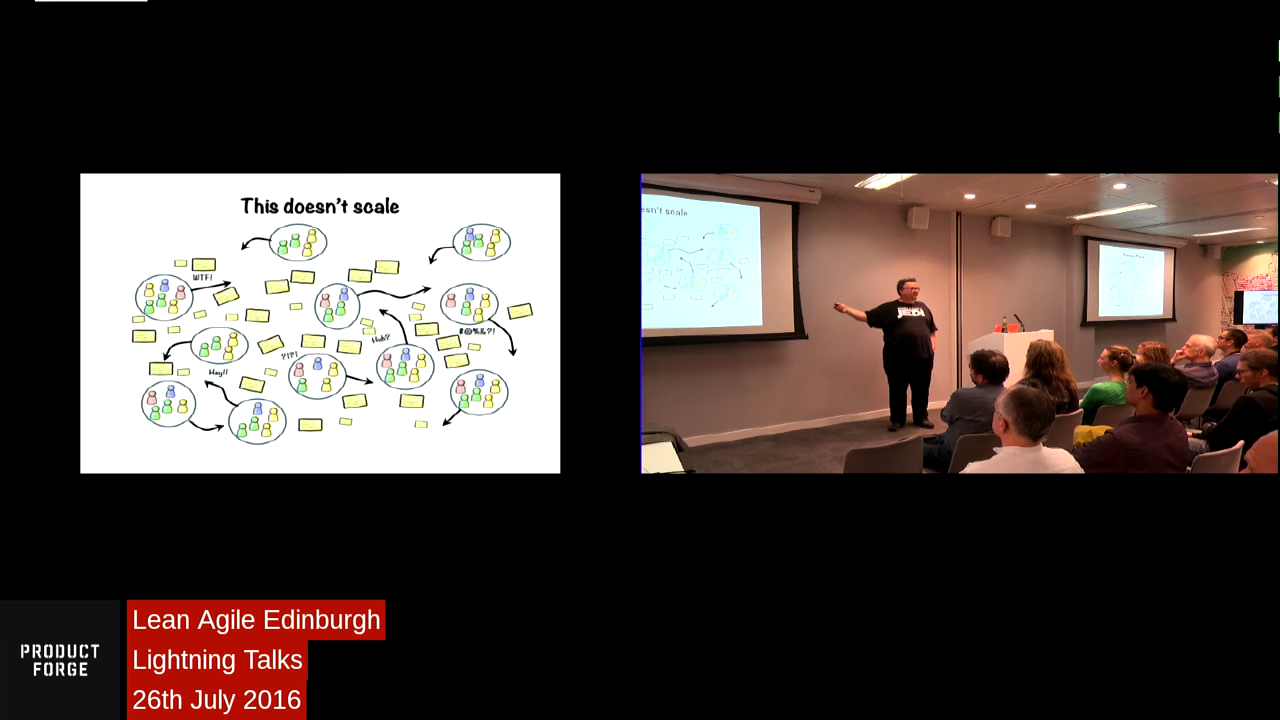 This doesn't scale
WTF!
#@%&?!
Huh?
?!?!
Hey!!
PRODUCT
FORGE
Lean Agile Edinburgh
Lightning Talks
26th July 2016